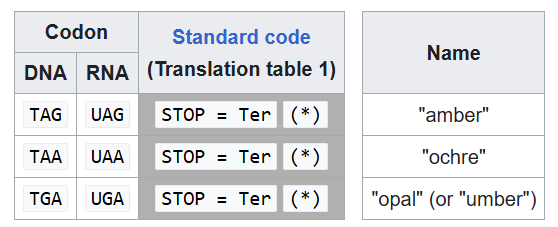 Codon Standard code (Translation table 1) Name
DNA RNA
TAG UAG STOP = Ter (*) "amber"
TAA UAA STOP = Ter (*) "ochre"
TGA UGA STOP = Ter (*) "opal" (or "umber")